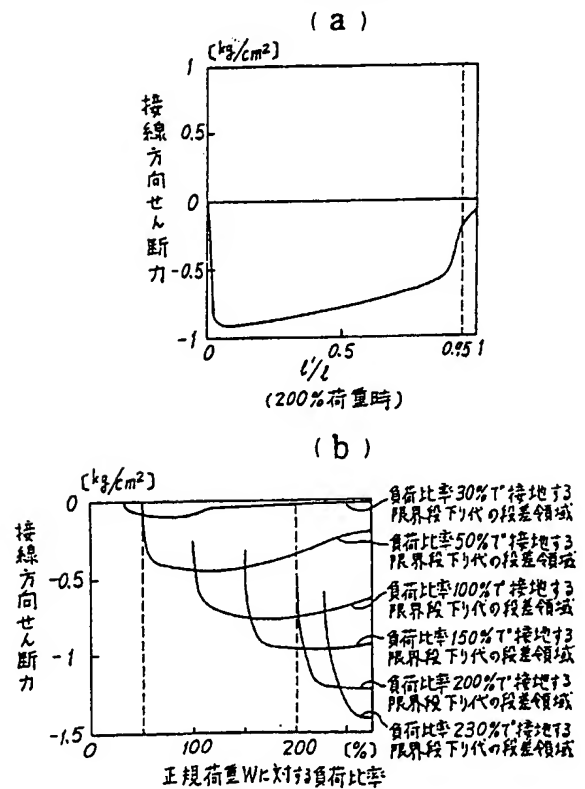 (a)
[kg/cm2]
1
0.5
0
-0.5
-1
接線方向せん断力
0
0.5
0.95
1
l'/l
(200%荷重時)
(b)
[kg/cm2]
0
-0.5
-1
-1.5
接線方向せん断力
0
100
200
(%)
正規荷重Wに対する負荷比率
負荷比率30%で接地する
限界段下り代の段差領域
負荷比率50%で接地する
限界段下り代の段差領域
負荷比率100%で接地する
限界段下り代の段差領域
負荷比率150%で接地する
限界段下り代の段差領域
負荷比率200%で接地する
限界段下り代の段差領域
負荷比率230%で接地する
限界段下り代の段差領域